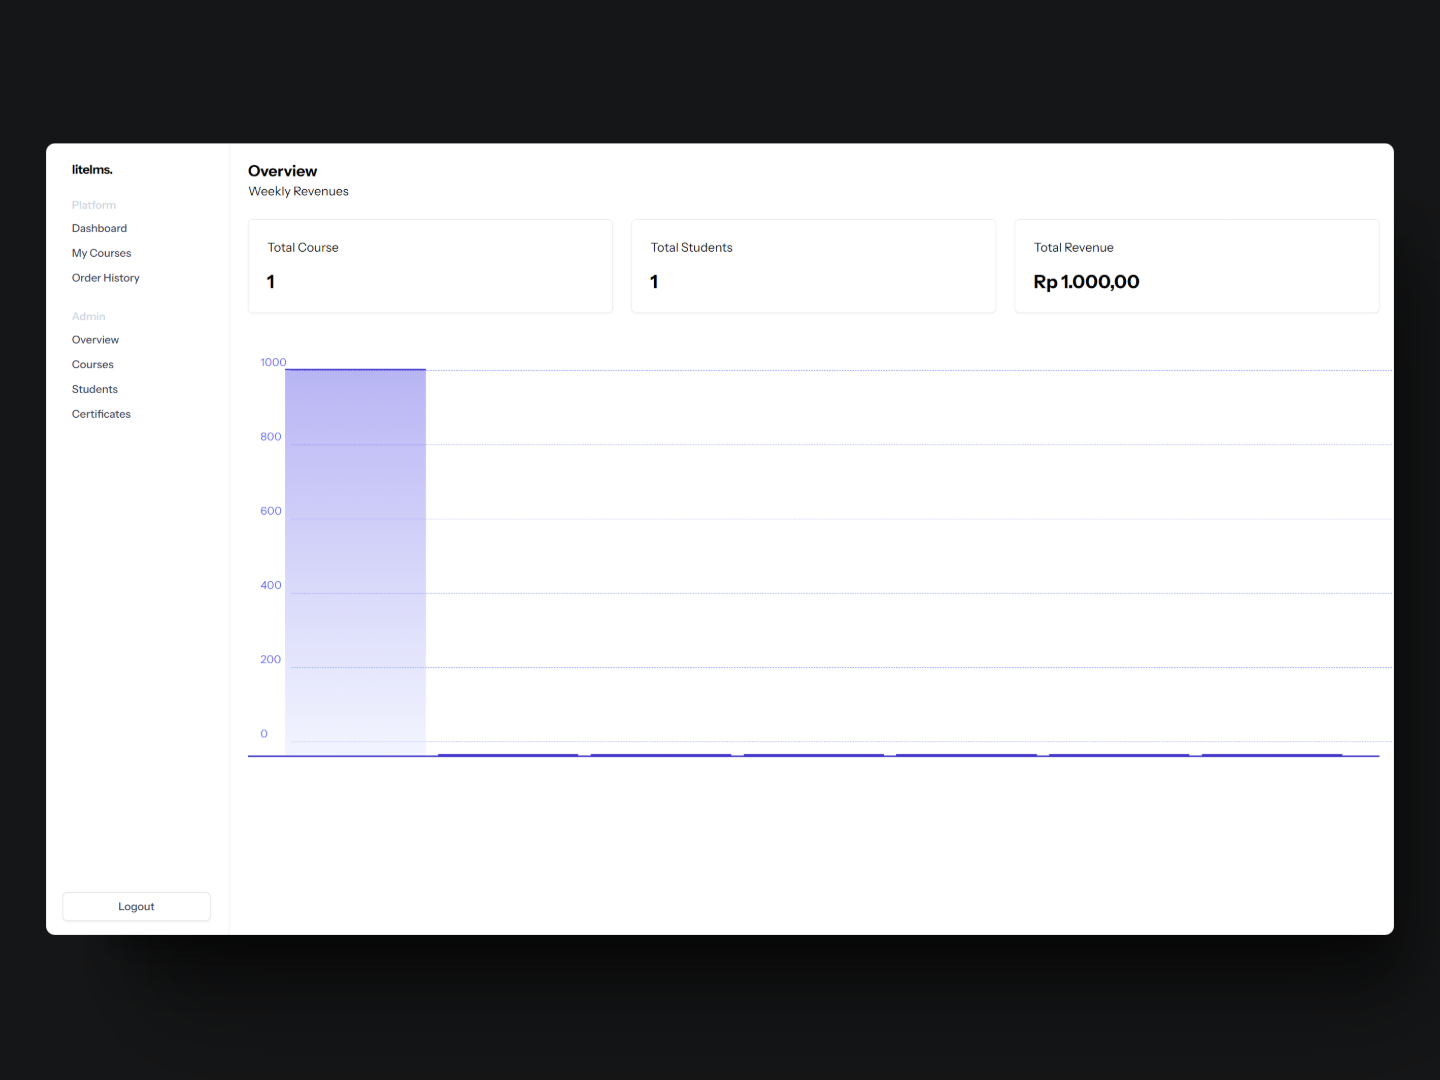 litelms.
Platform
Dashboard
My Courses
Order History
Admin
Overview
Courses
Students
Certificates
Logout
Overview
Weekly Revenues
Total Course
1
Total Students
1
Total Revenue
Rp 1.000,00
1000
800
600
400
200
0